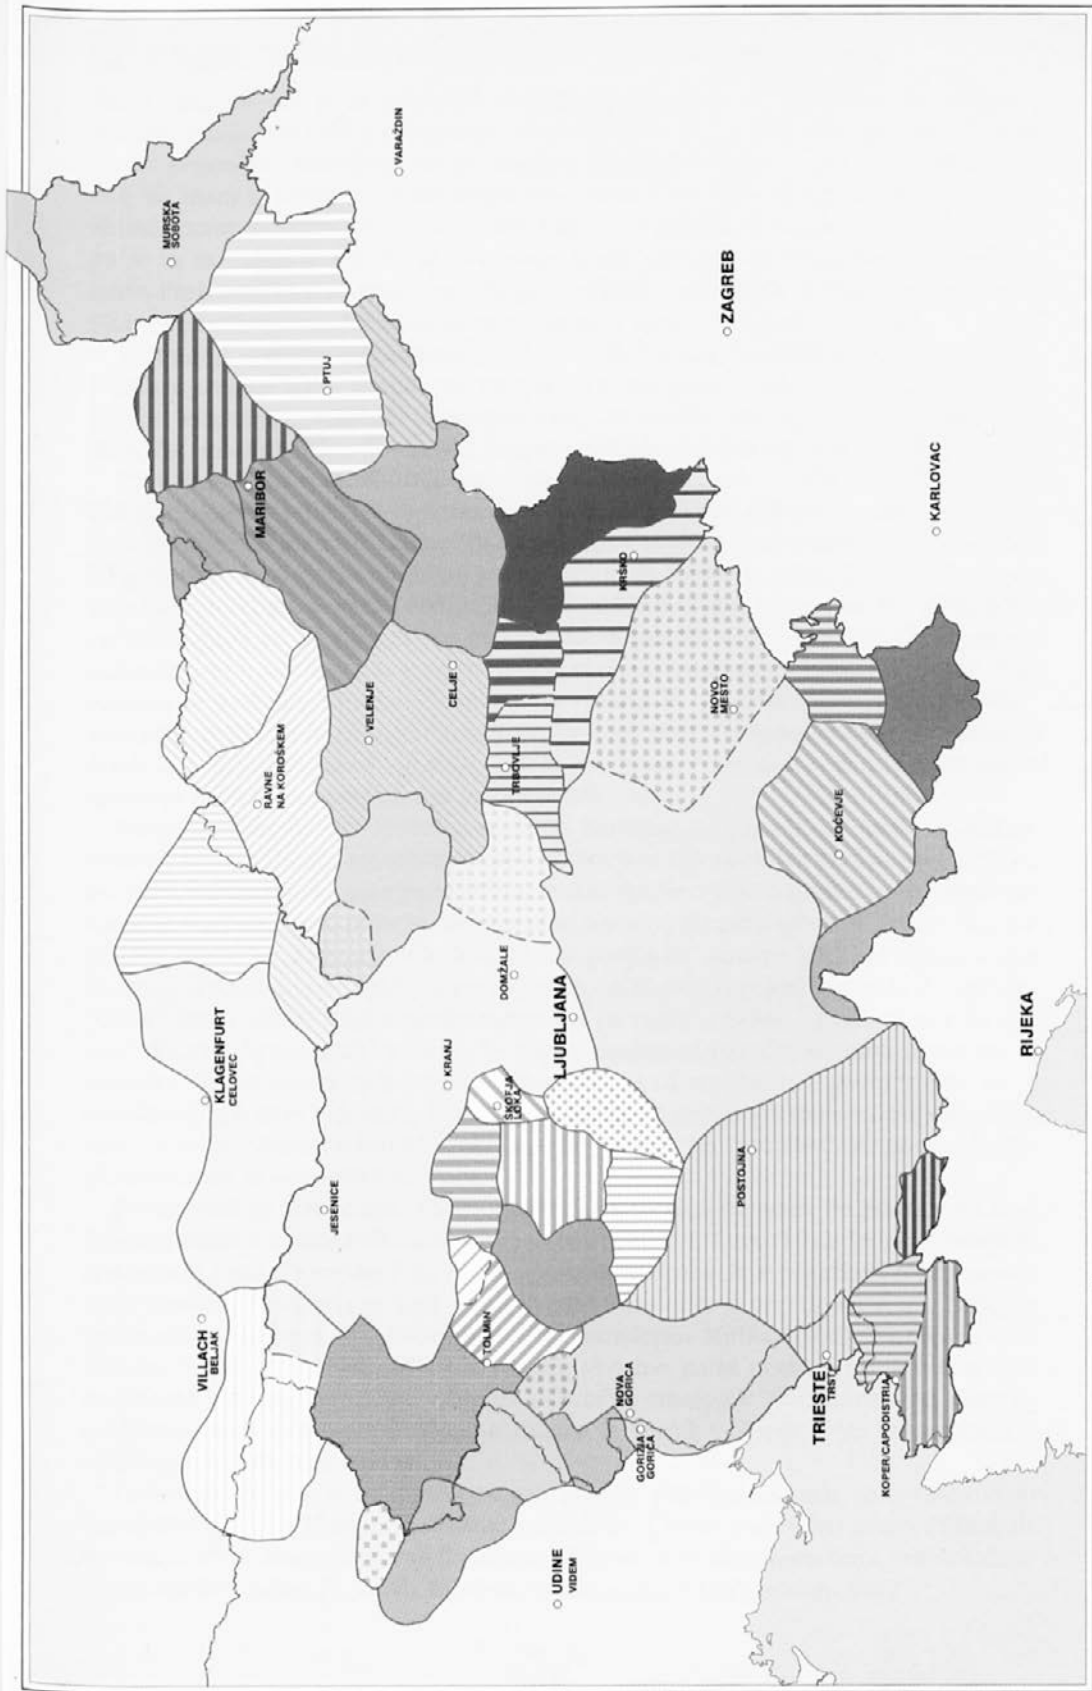 MURSKA
SOBOTA
VARAŽDIN
PTUJ
MARIBOR
ZAGREB
KARLOVAC
KRŠKO
RAVNE
NA KOROŠKEM
VELENJE
CELJE
TRBOVLJE
NOVO
MESTO
KOČEVJE
KLAGENFURT
CELOVEC
DOMŽALE
LJUBLJANA
KRANJ
ŠKOFJA
LOKA
RIJEKA
JESENICE
POSTOJNA
VILLACH
BELJAK
TOLMIN
NOVA
GORICA
GORIZIA
GORICA
TRIESTE
TRST
KOPER.CAPODISTRIA
UDINE
VIDEM